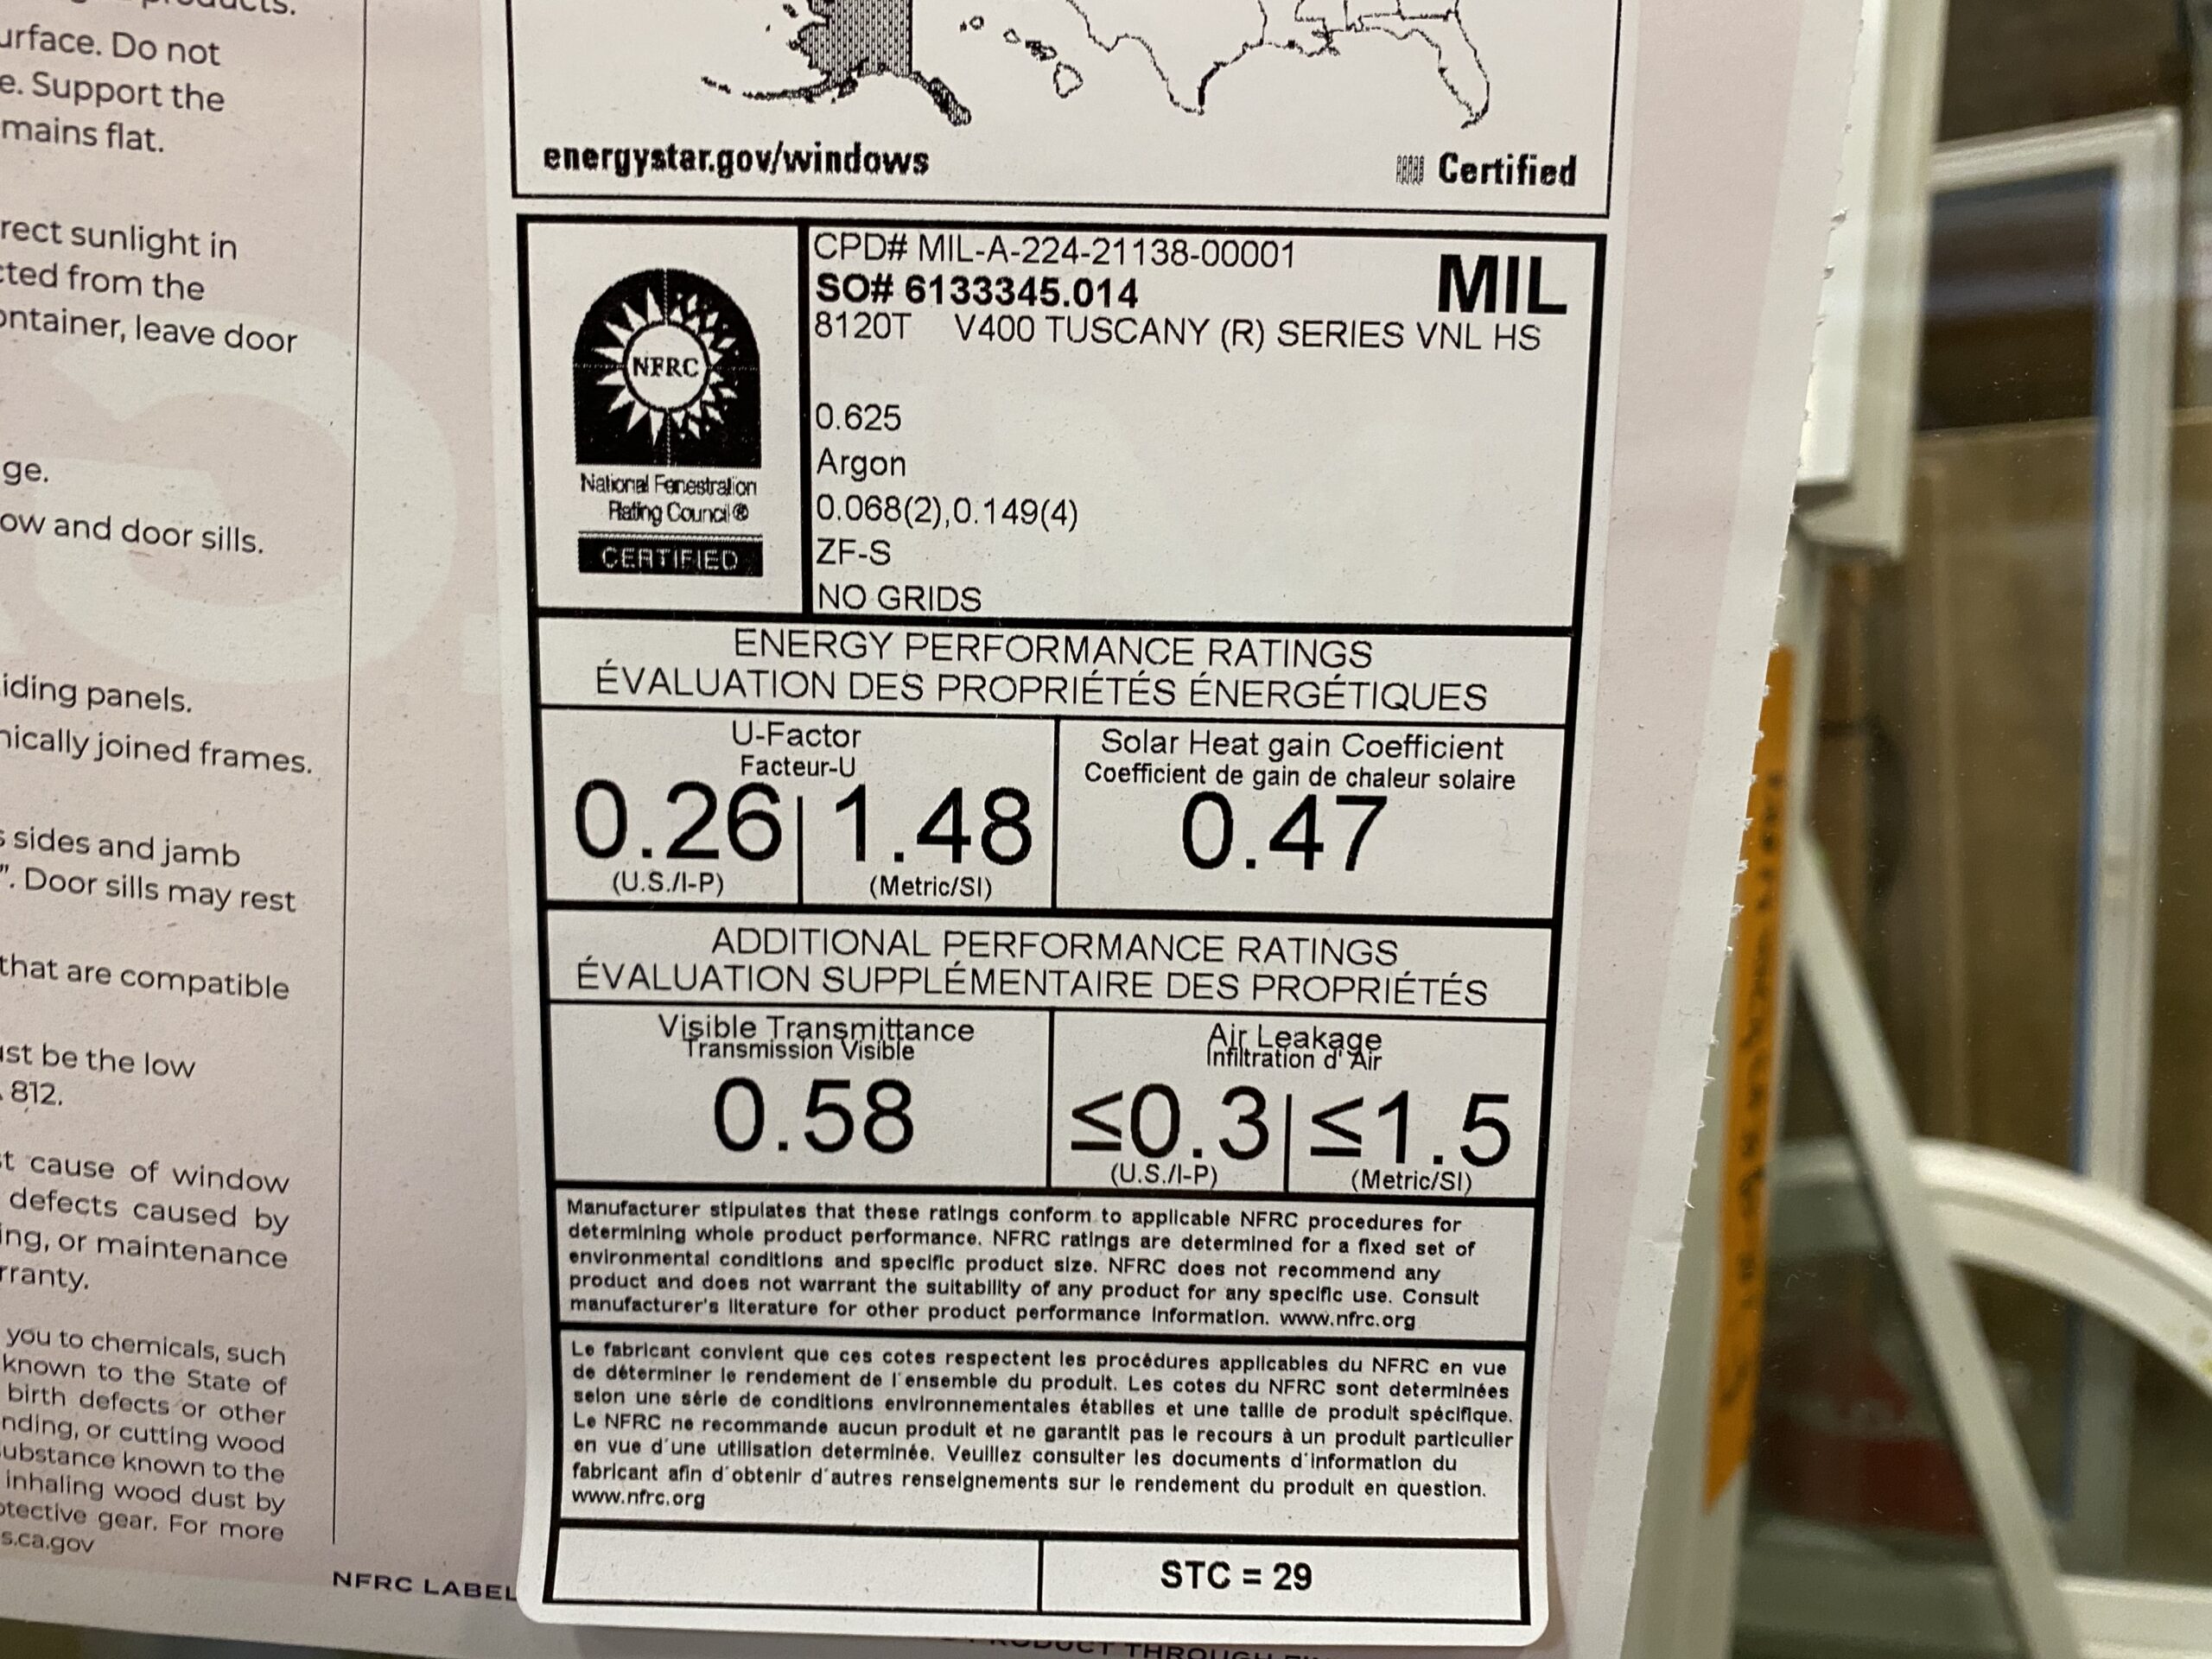 urface. Do not
e. Support the
mains flat.
rect sunlight in
cted from the
ontainer, leave door
ge.
ow and door sills.
iding panels.
nically joined frames.
s sides and jamb
". Door sills may rest
that are compatible
ust be the low
812.
t cause of window
defects caused by
ing, or maintenance
rranty.
you to chemicals, such
known to the State of
birth defects or other
nding, or cutting wood
substance known to the
inhaling wood dust by
otective gear. For more
s.ca.gov
NFRC LABEL
energystar.gov/windows
Certified
NFRC
National Fenestration
Rating Council®
CERTIFIED
CPD# MIL-A-224-21138-00001
MIL
SO# 6133345.014
8120T V400 TUSCANY (R) SERIES VNL HS
0.625
Argon
0.068(2),0.149(4)
ZF-S
NO GRIDS
ENERGY PERFORMANCE RATINGS
ÉVALUATION DES PROPRIÉTÉS ÉNERGÉTIQUES
U-Factor
Facteur-U
0.26 | 1.48
(U.S./I-P) (Metric/SI)
Solar Heat gain Coefficient
Coefficient de gain de chaleur solaire
0.47
ADDITIONAL PERFORMANCE RATINGS
ÉVALUATION SUPPLÉMENTAIRE DES PROPRIÉTÉS
Visible Transmittance
Transmission Visible
0.58
Air Leakage
Infiltration d' Air
≤0.3 | ≤1.5
(U.S./I-P) (Metric/SI)
Manufacturer stipulates that these ratings conform to applicable NFRC procedures for
determining whole product performance. NFRC ratings are determined for a fixed set of
environmental conditions and specific product size. NFRC does not recommend any
product and does not warrant the suitability of any product for any specific use. Consult
manufacturer's literature for other product performance information. www.nfrc.org
Le fabricant convient que ces cotes respectent les procédures applicables du NFRC en vue
de déterminer le rendement de l'ensemble du produit. Les cotes du NFRC sont determinées
selon une série de conditions environnementales établies et une taille de produit spécifique.
Le NFRC ne recommande aucun produit et ne garantit pas le recours à un produit particulier
en vue d'une utilisation determinée. Veuillez consulter les documents d'information du
fabricant afin d'obtenir d'autres renseignements sur le rendement du produit en question.
www.nfrc.org
STC = 29